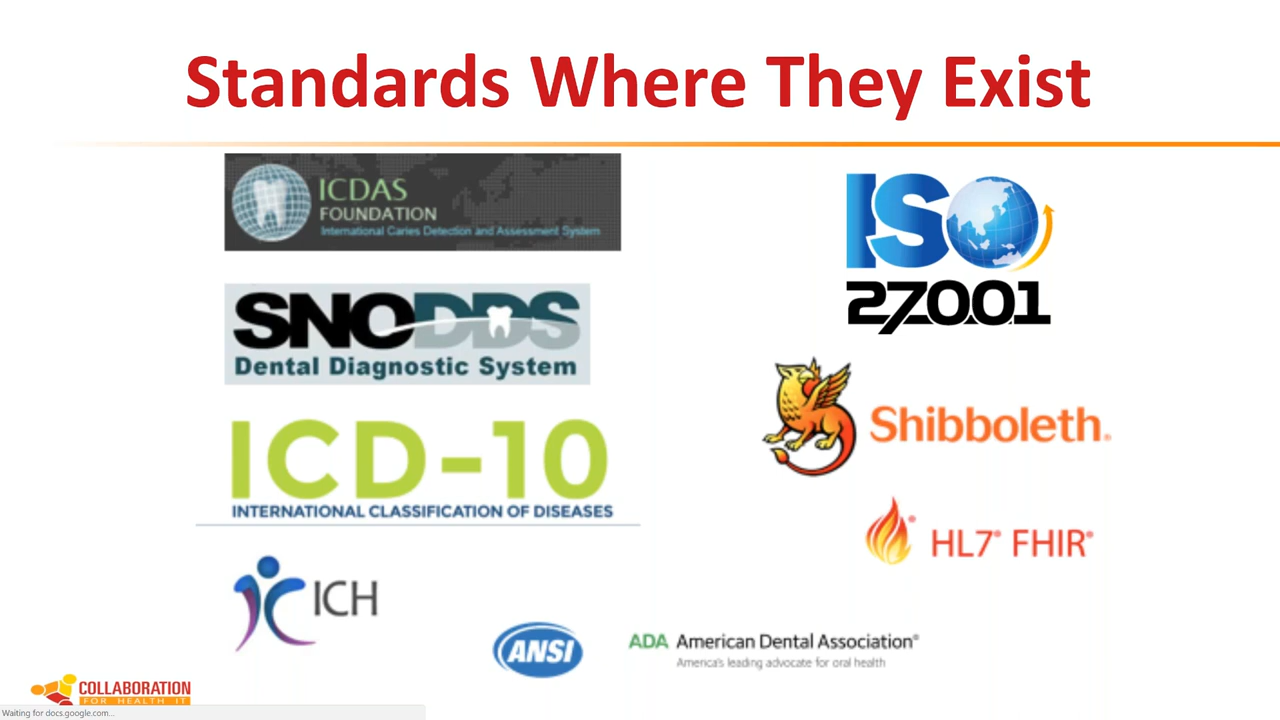 Standards Where They Exist
ICDAS
FOUNDATION
International Caries Detection and Assessment System
SNODDS
Dental Diagnostic System
ICD-10
INTERNATIONAL CLASSIFICATION OF DISEASES
ICH
ISO
27001
Shibboleth®
HL7® FHIR®
ANSI
ADA American Dental Association®
America's leading advocate for oral health
COLLABORATION
FOR HEALTH IT
Waiting for docs.google.com...